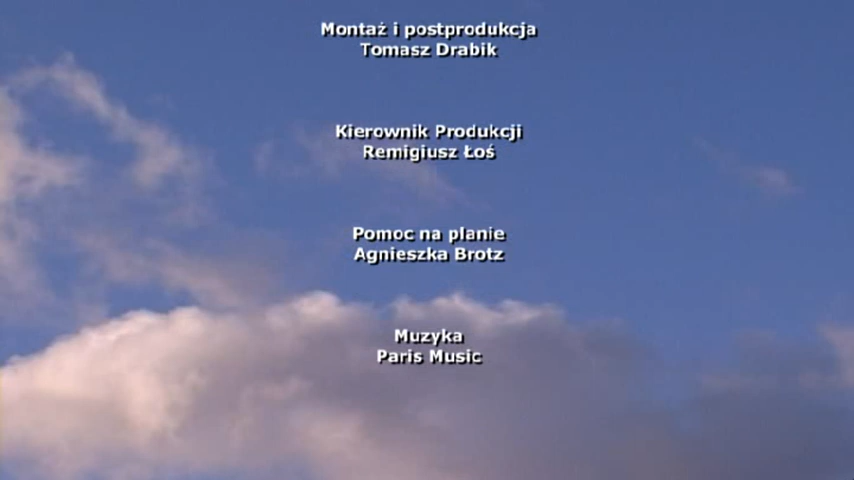 Montaż i postprodukcja
Tomasz Drabik
Kierownik Produkcji
Remigiusz Łoś
Pomoc na planie
Agnieszka Brotz
Muzyka
Paris Music